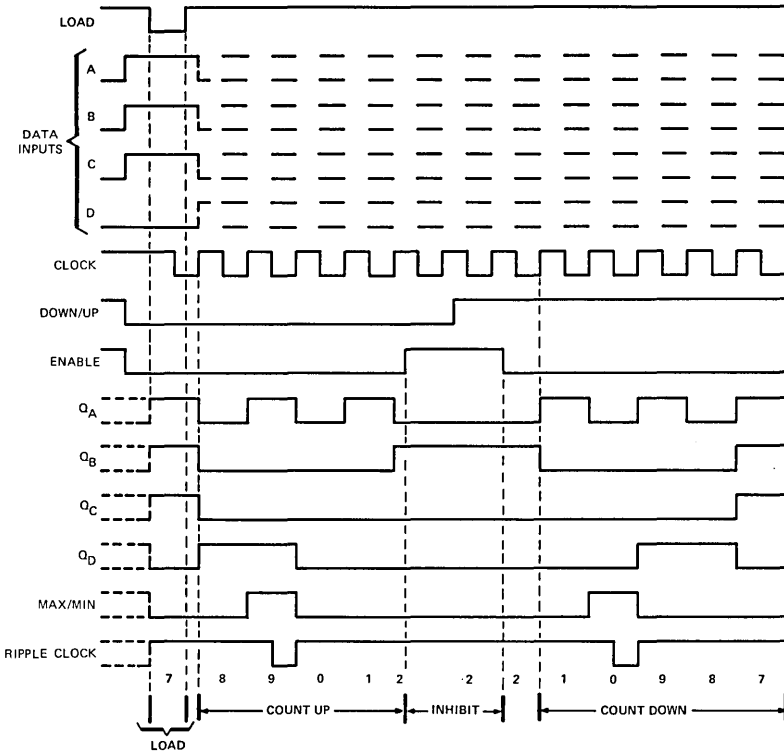 LOAD
A
B
DATA
INPUTS
C
D
CLOCK
DOWN/UP
ENABLE
QA
QB
QC
QD
MAX/MIN
RIPPLE CLOCK
7 8 9 0 1 2 2 2 1 0 9 8 7
COUNT UP INHIBIT COUNT DOWN
LOAD